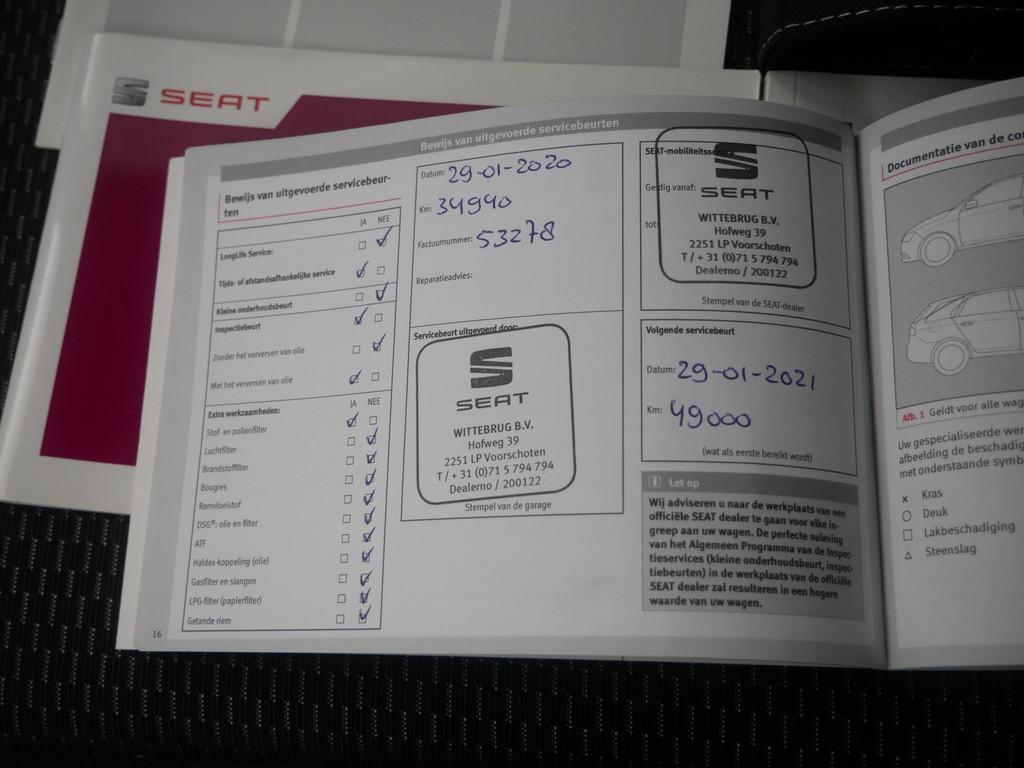 SEAT
Bewijs van uitgevoerde servicebeurten
Bewijs van uitgevoerde servicebeur-
ten
JA NEE
LongLife Service:
Tijds- of afstandsafhankelijke service
Kleine onderhoudsbeurt
Inspectiebeurt
Zonder het verversen van olie
Met het verversen van olie
JA NEE
Extra werkzaamheden:
Stof- en pollenfilter
Luchtfilter
Brandstoffilter
Bougies
Remvloeistof
DSG®: olie en filter
ATF
Haldex-koppeling (olie)
Gasfilter en slangen
LPG-filter (papierfilter)
Getande riem
16
Datum: 29-01-2020
Km: 34940
Factuurnummer: 53278
Reparatieadvies:
Servicebeurt uitgevoerd door:
SEAT
WITTEBRUG B.V.
Hofweg 39
2251 LP Voorschoten
T / + 31 (0)71 5 794 794
Dealerno / 200122
Stempel van de garage
SEAT-mobiliteitsse
Geldig vanaf:
tot:
SEAT
WITTEBRUG B.V.
Hofweg 39
2251 LP Voorschoten
T / + 31 (0)71 5 794 794
Dealerno / 200122
Stempel van de SEAT-dealer
Volgende servicebeurt
Datum: 29-01-2021
Km: 49000
(wat als eerste bereikt wordt)
Let op
Wij adviseren u naar de werkplaats van een
officiële SEAT dealer te gaan voor elke in-
greep aan uw wagen. De perfecte naleving
van het Algemeen Programma van de Inspec-
tieservices (kleine onderhoudsbeurt, inspec-
tiebeurten) in de werkplaats van de officiële
SEAT dealer zal resulteren in een hogere
waarde van uw wagen.
Documentatie van de co
Afb. 1 Geldt voor alle wag
Uw gespecialiseerde wer
afbeelding de beschadig
met onderstaande symb
x Kras
○ Deuk
□ Lakbeschadiging
△ Steenslag